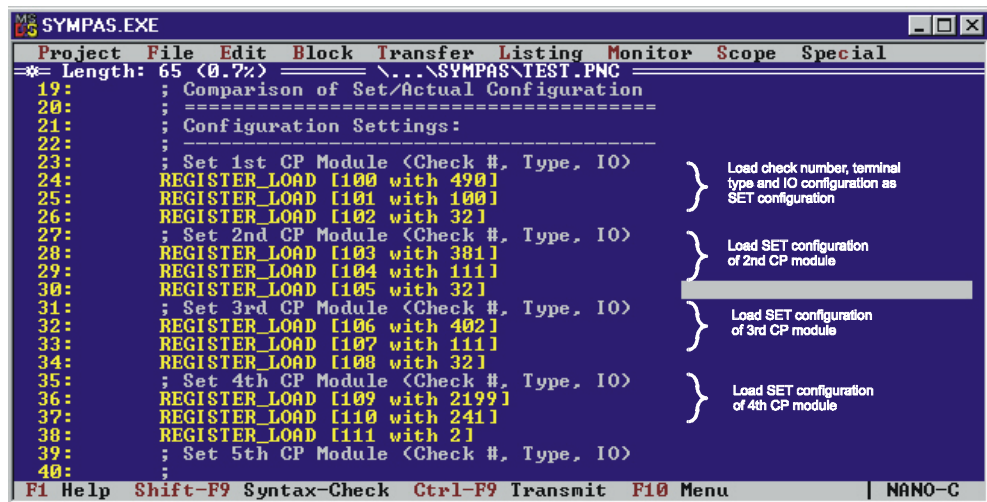 SYMPAS.EXE
Project File Edit Block Transfer Listing Monitor Scope Special
Length: 65 (0.7%) \...\SYMPAS\TEST.PNC
19: ; Comparison of Set/Actual Configuration
20: ; ==========================================
21: ; Configuration Settings:
22: ; ------------------------------------------
23: ; Set 1st CP Module (Check #, Type, IO)
24: REGISTER_LOAD [100 with 490]
25: REGISTER_LOAD [101 with 100]
26: REGISTER_LOAD [102 with 32]
27: ; Set 2nd CP Module (Check #, Type, IO)
28: REGISTER_LOAD [103 with 381]
29: REGISTER_LOAD [104 with 111]
30: REGISTER_LOAD [105 with 32]
31: ; Set 3rd CP Module (Check #, Type, IO)
32: REGISTER_LOAD [106 with 402]
33: REGISTER_LOAD [107 with 111]
34: REGISTER_LOAD [108 with 32]
35: ; Set 4th CP Module (Check #, Type, IO)
36: REGISTER_LOAD [109 with 2199]
37: REGISTER_LOAD [110 with 241]
38: REGISTER_LOAD [111 with 2]
39: ; Set 5th CP Module (Check #, Type, IO)
40: ;
Load check number, terminal
type and IO configuration as
SET configuration
Load SET configuration
of 2nd CP module
Load SET configuration
of 3rd CP module
Load SET configuration
of 4th CP module
F1 Help Shift-F9 Syntax-Check Ctrl-F9 Transmit F10 Menu NANO-C